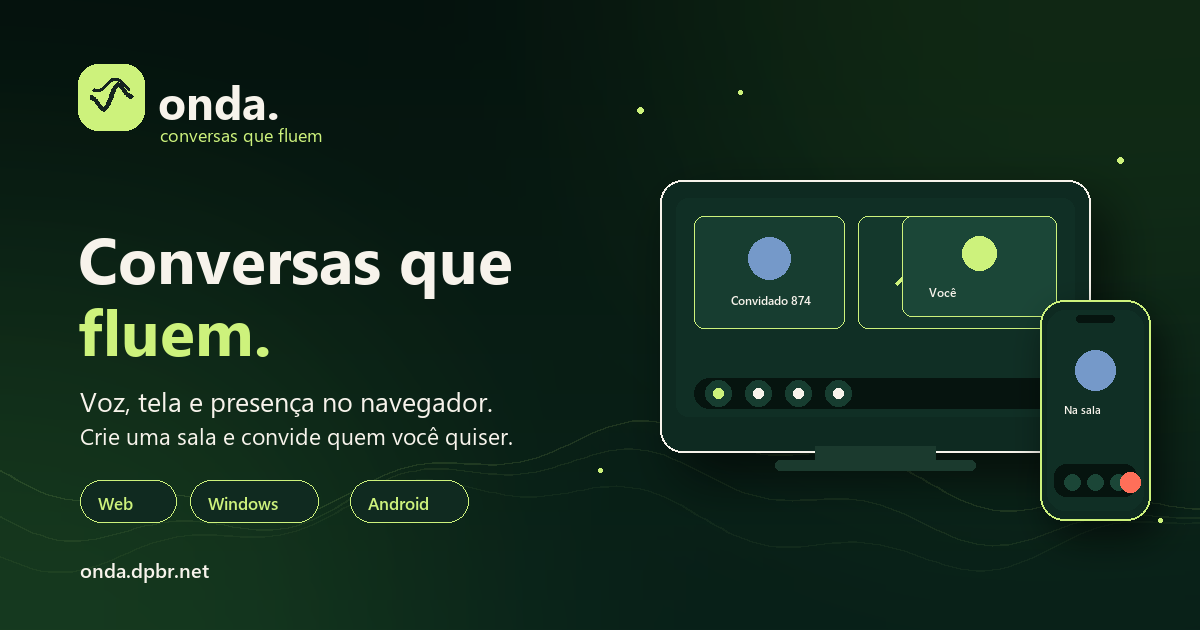 onda.
conversas que fluem
Conversas que
fluem.
Voz, tela e presença no navegador.
Crie uma sala e convide quem você quiser.
Web
Windows
Android
onda.dpbr.net
Convidado 874
Você
Na sala